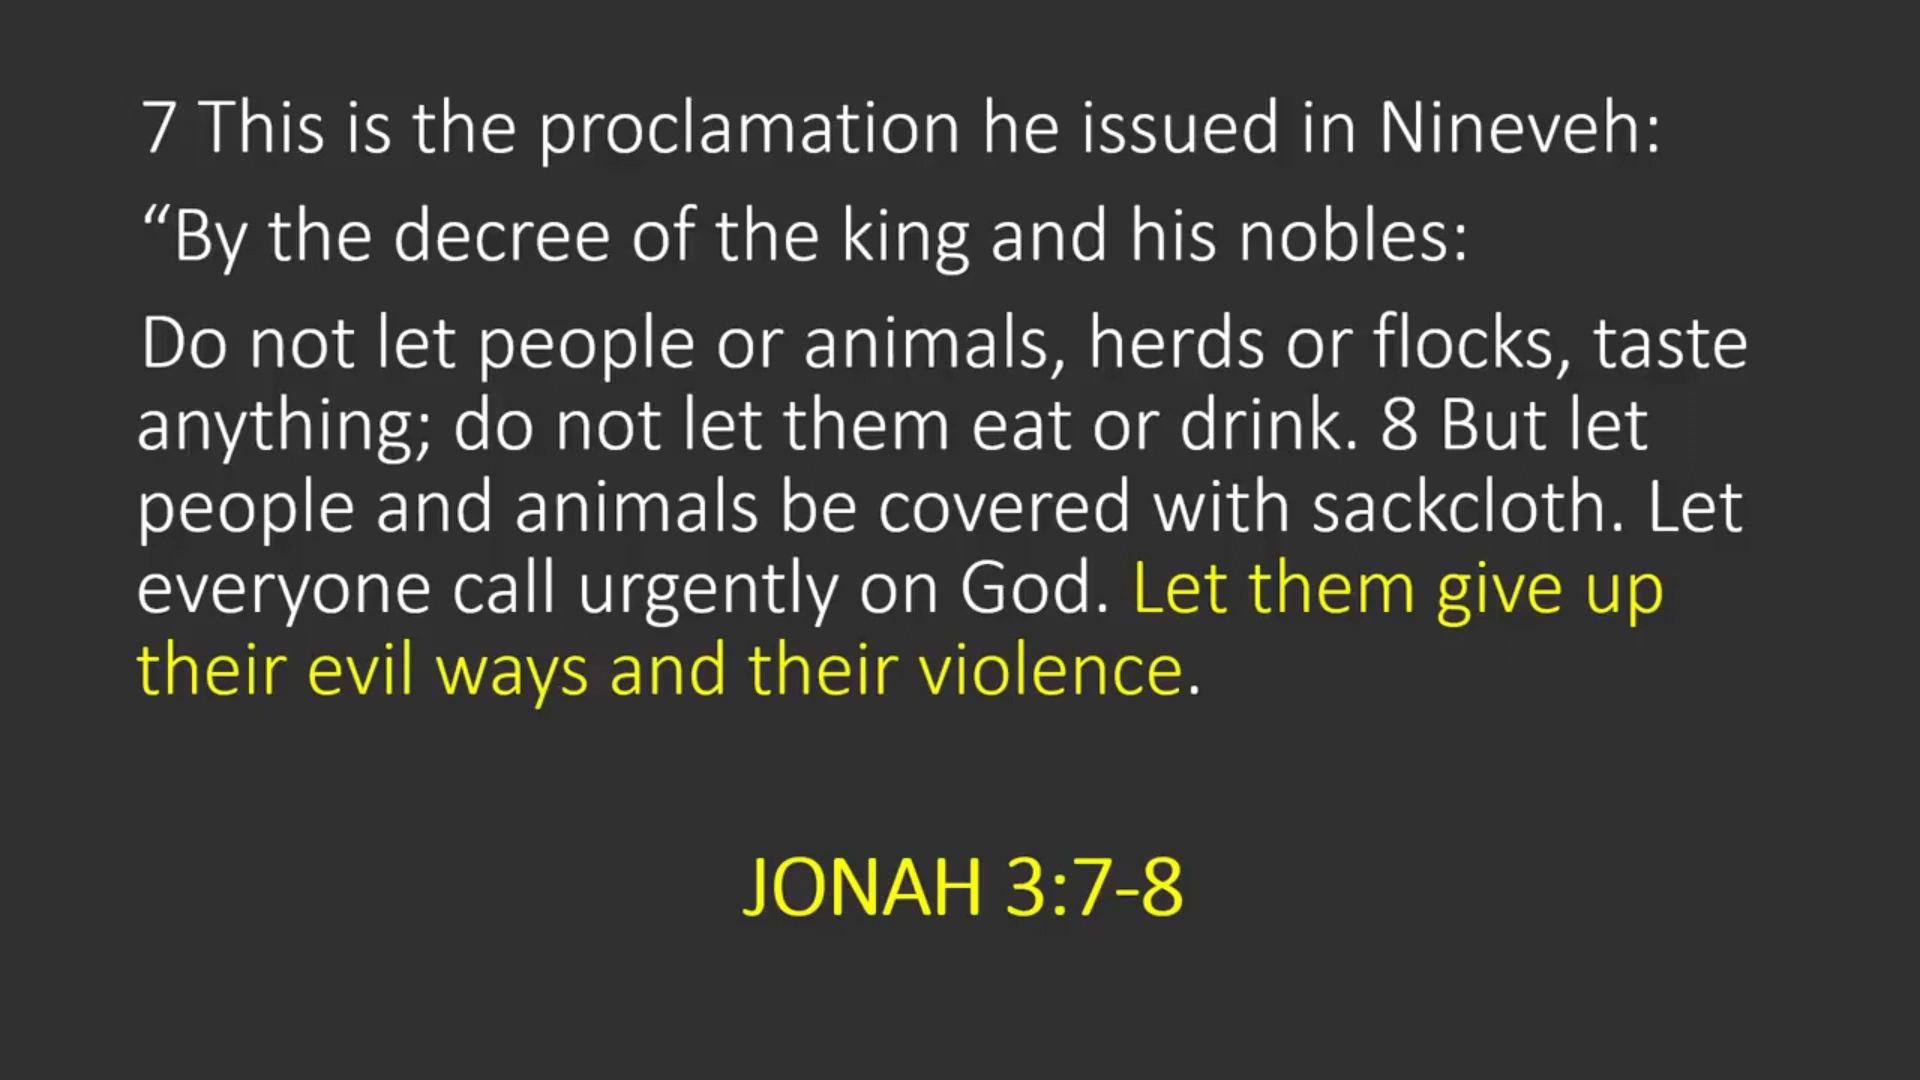 7 This is the proclamation he issued in Nineveh:
“By the decree of the king and his nobles:
Do not let people or animals, herds or flocks, taste
anything; do not let them eat or drink. 8 But let
people and animals be covered with sackcloth. Let
everyone call urgently on God. Let them give up
their evil ways and their violence.
JONAH 3:7-8